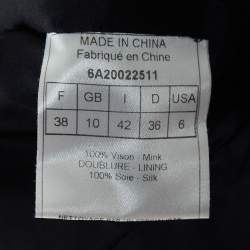 MADE IN CHINA
Fabriqué en Chine
6A20022511
F GB I D USA
38 10 42 36 6
100% Vison - Mink
DOUBLURE - LINING
100% Soie - Silk